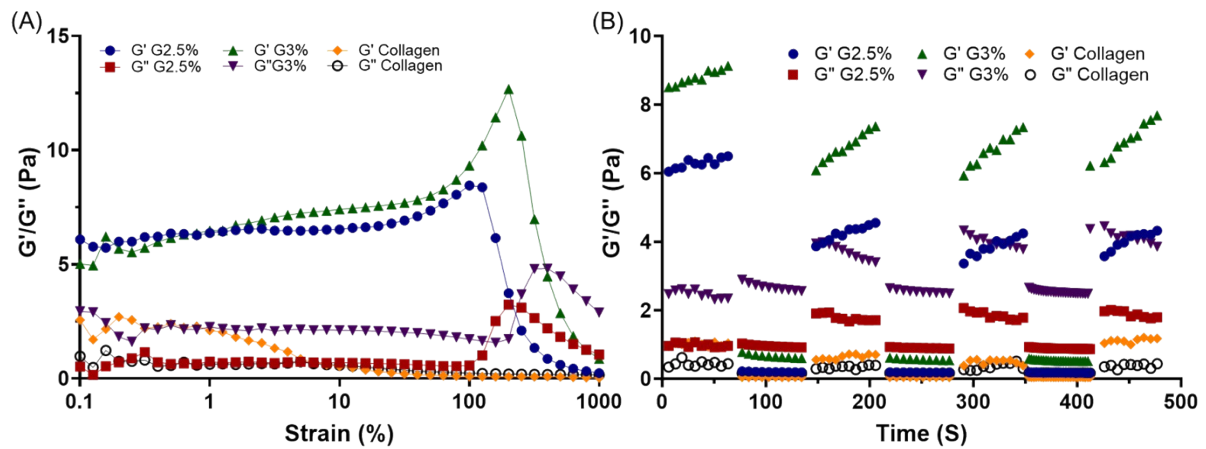 (A)
15
10
5
0
G'/G'' (Pa)
G' G2.5%
G' G3%
G' Collagen
G'' G2.5%
G''G3%
G'' Collagen
0.1
1
10
100
1000
Strain (%)
(B)
10
8
6
4
2
0
G'/G'' (Pa)
G' G2.5%
G' G3%
G' Collagen
G'' G2.5%
G'' G3%
G'' Collagen
0
100
200
300
400
500
Time (S)